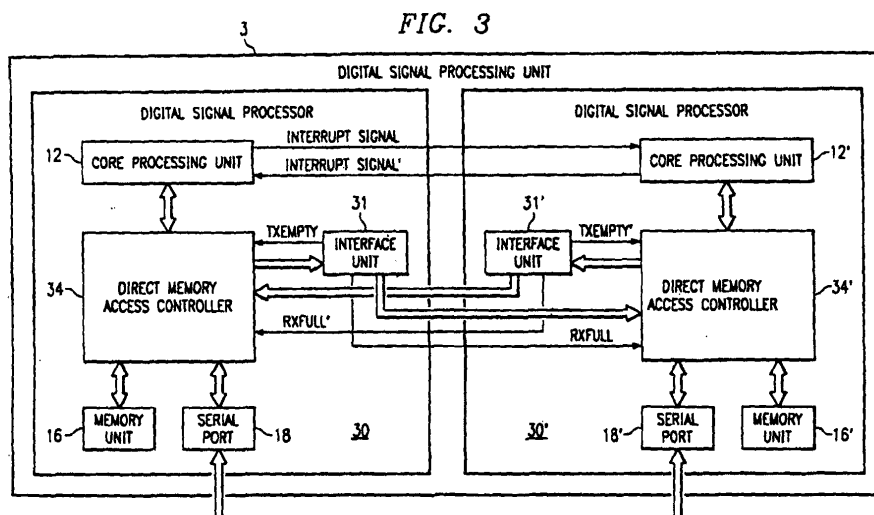 FIG. 3
3
DIGITAL SIGNAL PROCESSING UNIT
DIGITAL SIGNAL PROCESSOR
DIGITAL SIGNAL PROCESSOR
12
CORE PROCESSING UNIT
INTERRUPT SIGNAL
INTERRUPT SIGNAL'
CORE PROCESSING UNIT
12'
31
31'
TXEMPTY
INTERFACE
UNIT
INTERFACE
UNIT
TXEMPTY'
34
DIRECT MEMORY
ACCESS CONTROLLER
DIRECT MEMORY
ACCESS CONTROLLER
34'
RXFULL'
RXFULL
16
MEMORY
UNIT
SERIAL
PORT
18
30
30'
18'
SERIAL
PORT
MEMORY
UNIT
16'